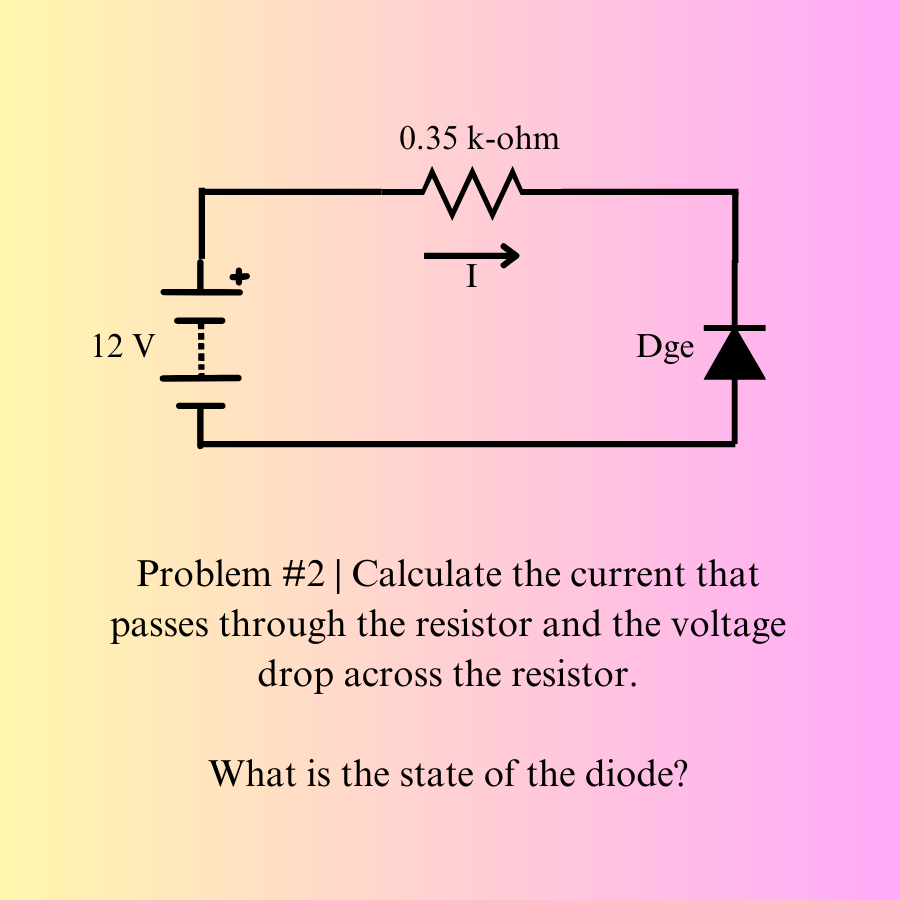 0.35 k-ohm
+
I
12 V
Dge
Problem #2 | Calculate the current that
passes through the resistor and the voltage
drop across the resistor.
What is the state of the diode?